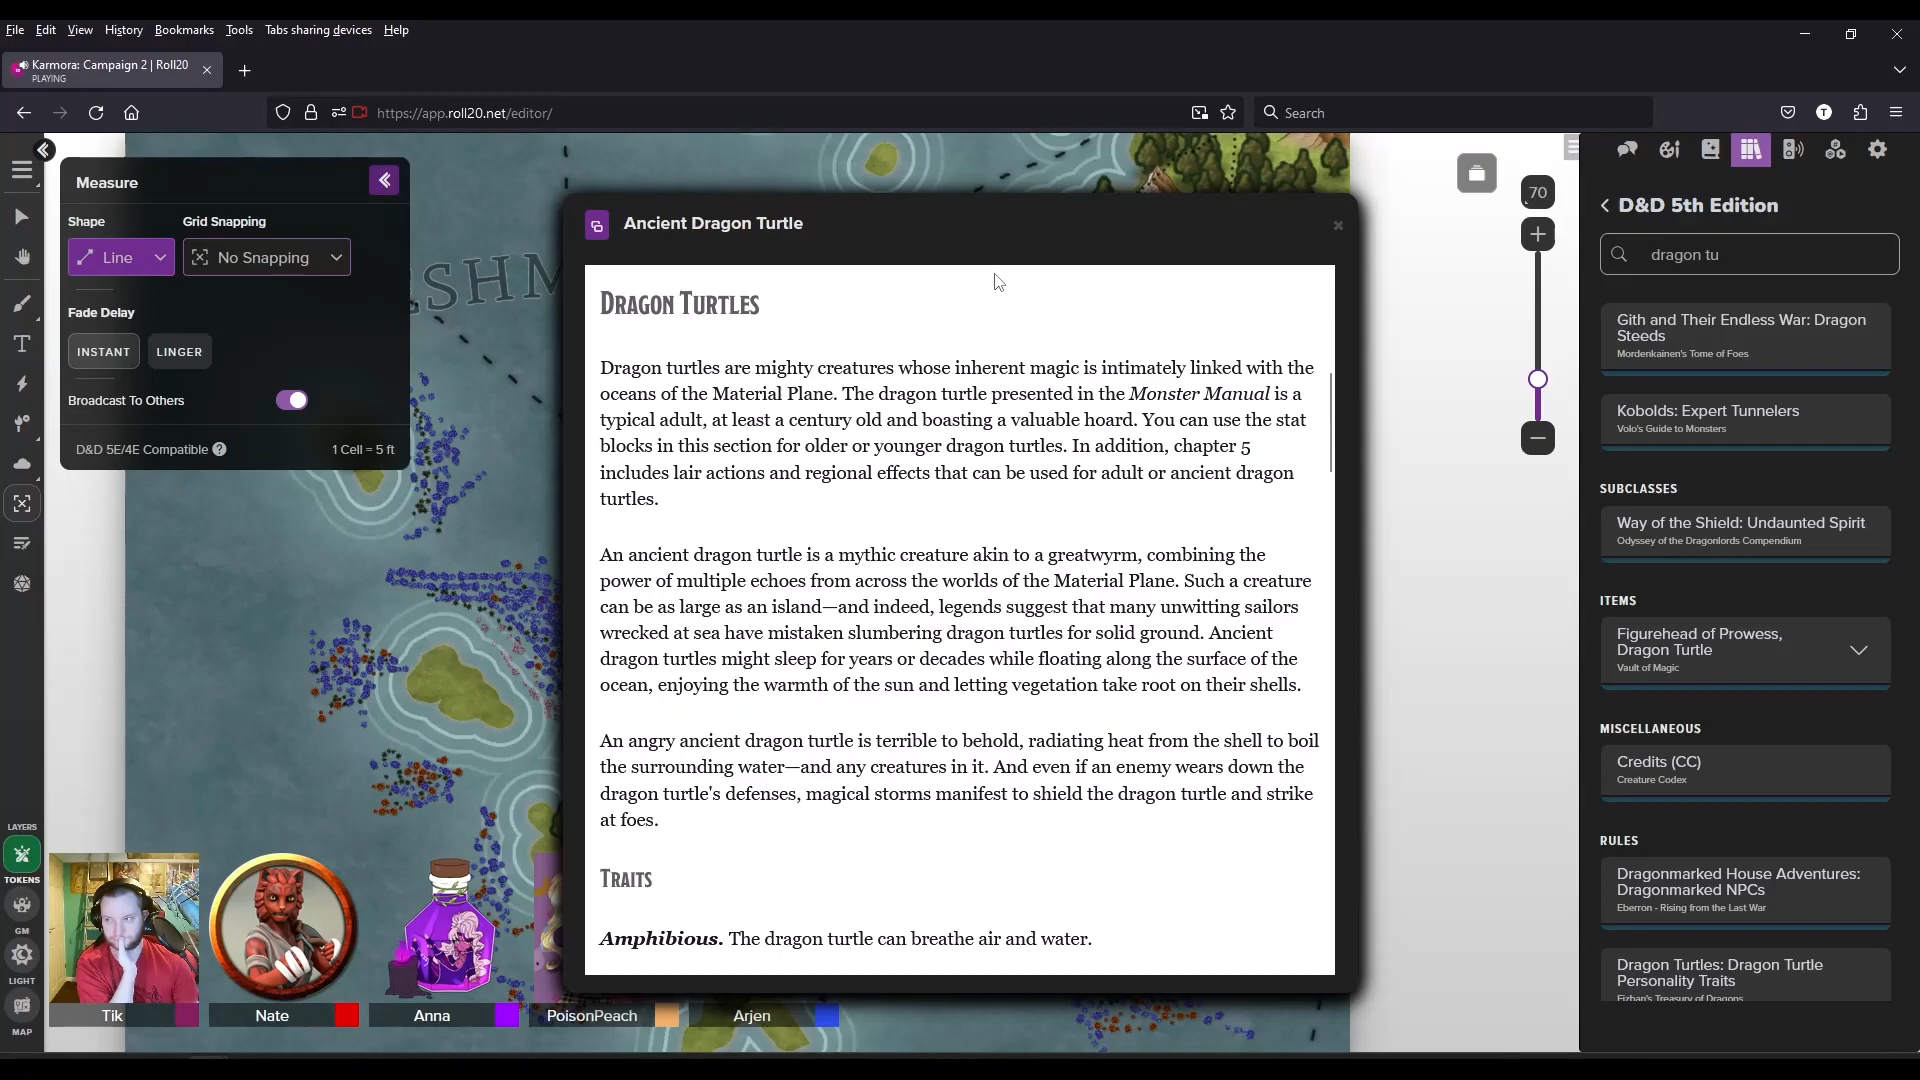 File Edit View History Bookmarks Tools Tabs sharing devices Help
Karmora: Campaign 2 | Roll20
PLAYING
https://app.roll20.net/editor/
Search
T
Measure
Shape
Grid Snapping
Line
No Snapping
Fade Delay
INSTANT
LINGER
Broadcast To Others
D&D 5E/4E Compatible
1 Cell = 5 ft
ESHM
LAYERS
TOKENS
GM
LIGHT
MAP
Tik
Nate
Anna
PoisonPeach
Arjen
Ancient Dragon Turtle
DRAGON TURTLES
Dragon turtles are mighty creatures whose inherent magic is intimately linked with the
oceans of the Material Plane. The dragon turtle presented in the Monster Manual is a
typical adult, at least a century old and boasting a valuable hoard. You can use the stat
blocks in this section for older or younger dragon turtles. In addition, chapter 5
includes lair actions and regional effects that can be used for adult or ancient dragon
turtles.
An ancient dragon turtle is a mythic creature akin to a greatwyrm, combining the
power of multiple echoes from across the worlds of the Material Plane. Such a creature
can be as large as an island—and indeed, legends suggest that many unwitting sailors
wrecked at sea have mistaken slumbering dragon turtles for solid ground. Ancient
dragon turtles might sleep for years or decades while floating along the surface of the
ocean, enjoying the warmth of the sun and letting vegetation take root on their shells.
An angry ancient dragon turtle is terrible to behold, radiating heat from the shell to boil
the surrounding water—and any creatures in it. And even if an enemy wears down the
dragon turtle's defenses, magical storms manifest to shield the dragon turtle and strike
at foes.
TRAITS
Amphibious. The dragon turtle can breathe air and water.
70
D&D 5th Edition
dragon tu
Gith and Their Endless War: Dragon
Steeds
Mordenkainen's Tome of Foes
Kobolds: Expert Tunnelers
Volo's Guide to Monsters
SUBCLASSES
Way of the Shield: Undaunted Spirit
Odyssey of the Dragonlords Compendium
ITEMS
Figurehead of Prowess,
Dragon Turtle
Vault of Magic
MISCELLANEOUS
Credits (CC)
Creature Codex
RULES
Dragonmarked House Adventures:
Dragonmarked NPCs
Eberron - Rising from the Last War
Dragon Turtles: Dragon Turtle
Personality Traits
Fizban's Treasury of Dragons